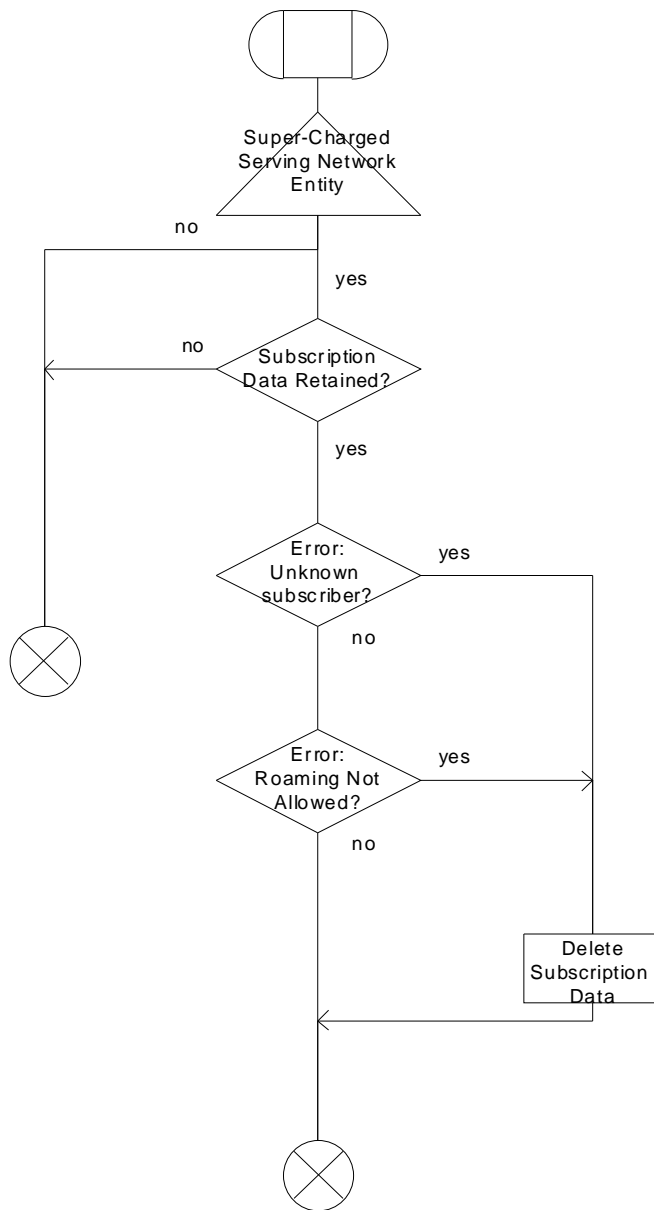 Super-Charged
Serving Network
Entity
no
yes
no
Subscription
Data Retained?
yes
Error:
Unknown
subscriber?
yes
no
Error:
Roaming Not
Allowed?
yes
no
Delete
Subscription
Data